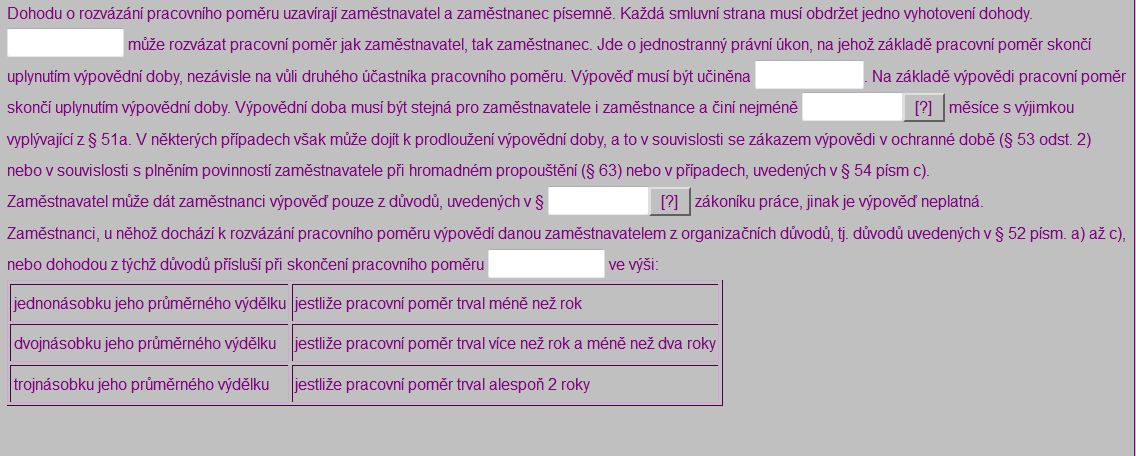 Dohodu o rozvázání pracovního poměru uzavírají zaměstnavatel a zaměstnanec písemně. Každá smluvní strana musí obdržet jedno vyhotovení dohody.
může rozvázat pracovní poměr jak zaměstnavatel, tak zaměstnanec. Jde o jednostranný právní úkon, na jehož základě pracovní poměr skončí
uplynutím výpovědní doby, nezávisle na vůli druhého účastníka pracovního poměru. Výpověď musí být učiněna . Na základě výpovědi pracovní poměr
skončí uplynutím výpovědní doby. Výpovědní doba musí být stejná pro zaměstnavatele i zaměstnance a činí nejméně [?] měsíce s výjimkou
vyplývající z § 51a. V některých případech však může dojít k prodloužení výpovědní doby, a to v souvislosti se zákazem výpovědi v ochranné době (§ 53 odst. 2)
nebo v souvislosti s plněním povinností zaměstnavatele při hromadném propouštění (§ 63) nebo v případech, uvedených v § 54 písm c).
Zaměstnavatel může dát zaměstnanci výpověď pouze z důvodů, uvedených v § [?] zákoníku práce, jinak je výpověď neplatná.
Zaměstnanci, u něhož dochází k rozvázání pracovního poměru výpovědí danou zaměstnavatelem z organizačních důvodů, tj. důvodů uvedených v § 52 písm. a) až c),
nebo dohodou z týchž důvodů přísluší při skončení pracovního poměru ve výši:
jednonásobku jeho průměrného výdělku jestliže pracovní poměr trval méně než rok
dvojnásobku jeho průměrného výdělku jestliže pracovní poměr trval více než rok a méně než dva roky
trojnásobku jeho průměrného výdělku jestliže pracovní poměr trval alespoň 2 roky